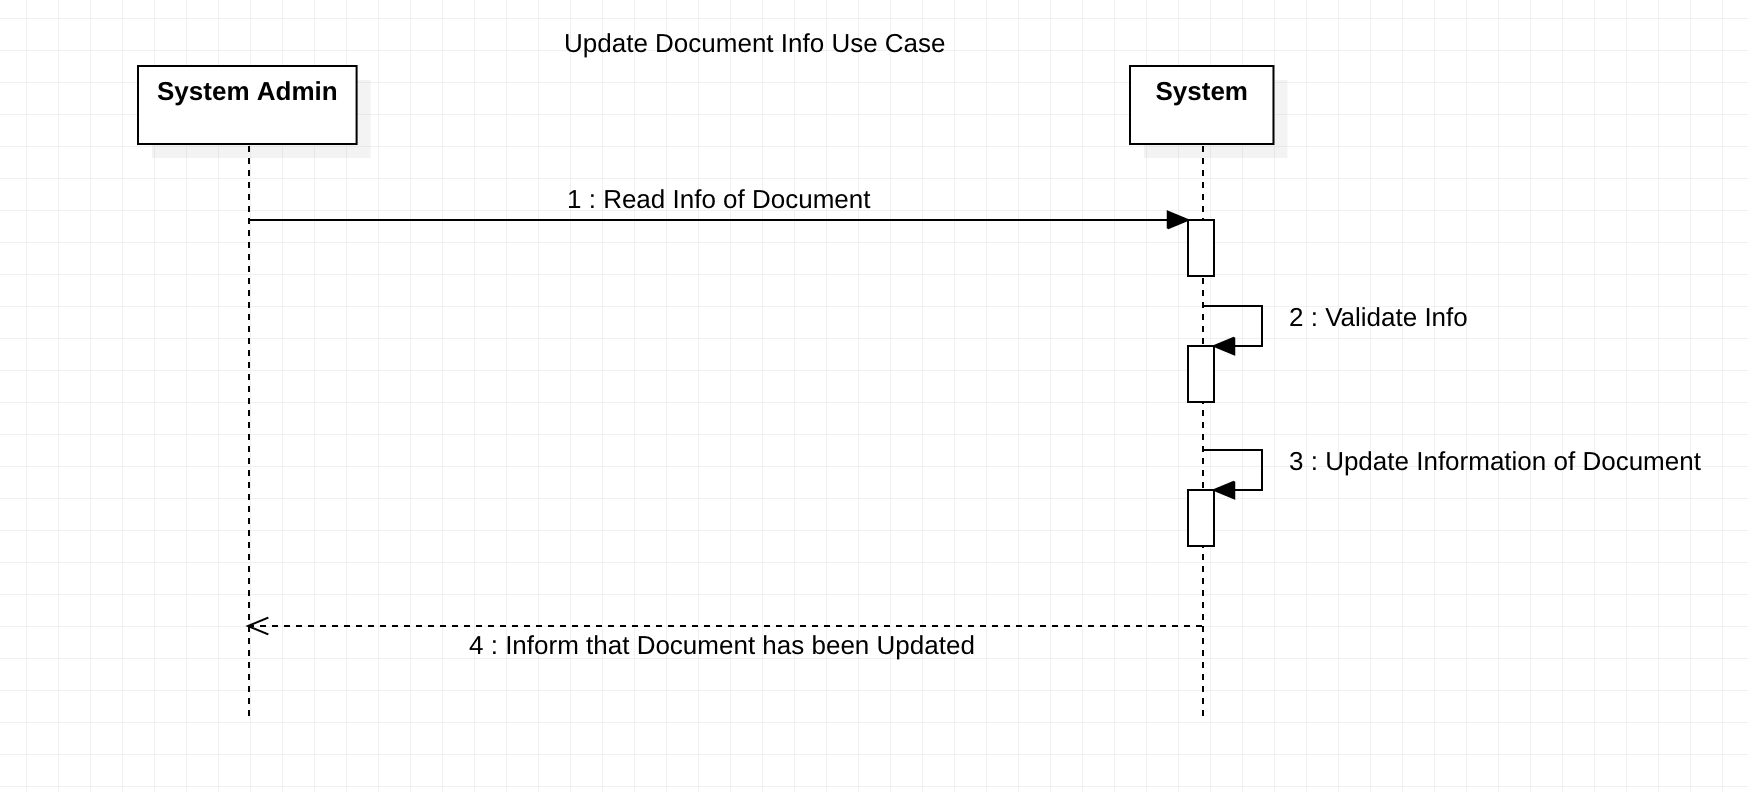 Update Document Info Use Case
System Admin
System
1 : Read Info of Document
2 : Validate Info
3 : Update Information of Document
4 : Inform that Document has been Updated